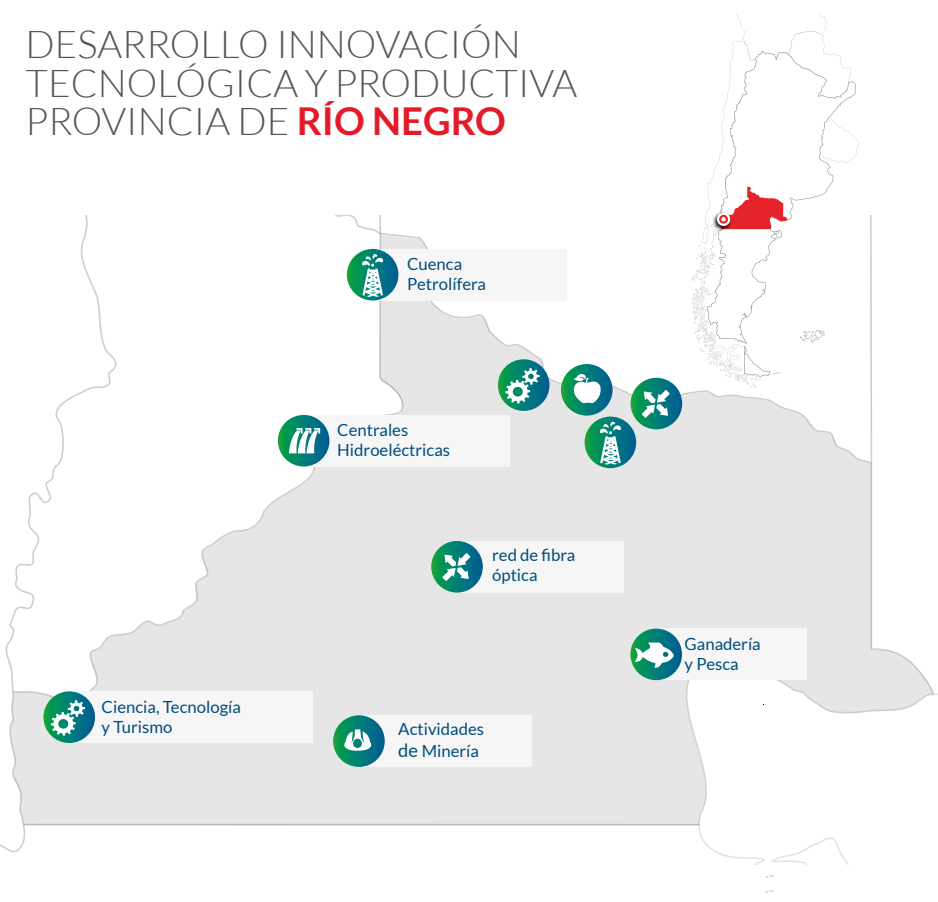 DESARROLLO INNOVACIÓN
TECNOLÓGICA Y PRODUCTIVA
PROVINCIA DE RÍO NEGRO
Cuenca
Petrolífera
Centrales
Hidroeléctricas
red de fibra
óptica
Ganadería
y Pesca
Ciencia, Tecnología
y Turismo
Actividades
de Minería